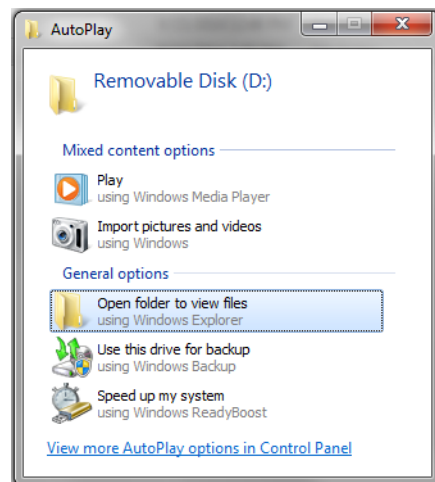 AutoPlay
Removable Disk (D:)
Mixed content options
Play
using Windows Media Player
Import pictures and videos
using Windows
General options
Open folder to view files
using Windows Explorer
Use this drive for backup
using Windows Backup
Speed up my system
using Windows ReadyBoost
View more AutoPlay options in Control Panel